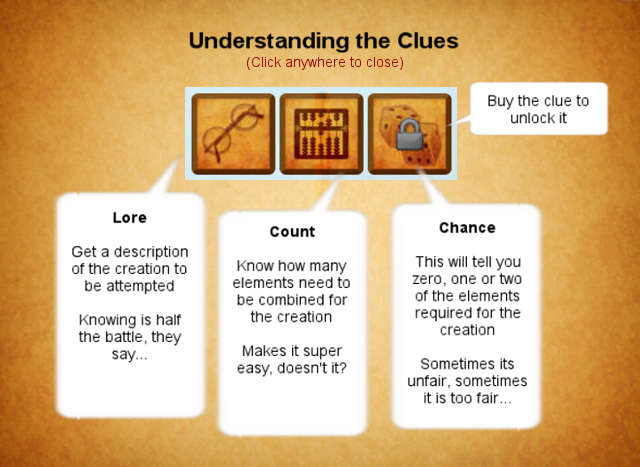 Understanding the Clues
(Click anywhere to close)
Buy the clue to
unlock it
Lore
Get a description
of the creation to
be attempted
Knowing is half
the battle, they
say...
Count
Know how many
elements need to
be combined for
the creation
Makes it super
easy, doesn't it?
Chance
This will tell you
zero, one or two
of the elements
required for the
creation
Sometimes its
unfair, sometimes
it is too fair...